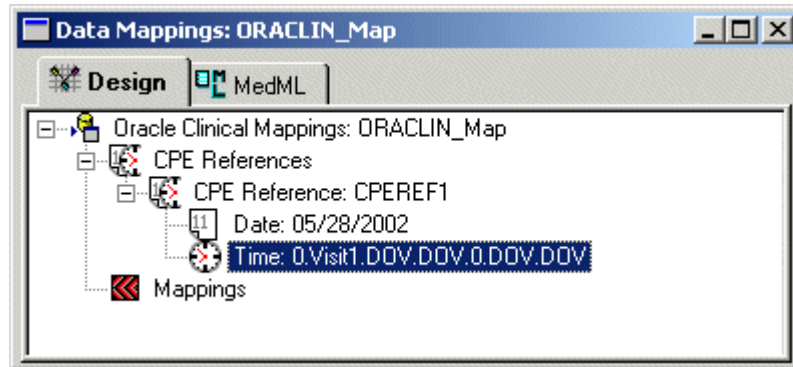 Data Mappings: ORACLIN_Map
Design MedML
Oracle Clinical Mappings: ORACLIN_Map
CPE References
CPE Reference: CPEREF1
11 Date: 05/28/2002
Time: 0.Visit1.DOV.DOV.0.DOV.DOV
Mappings